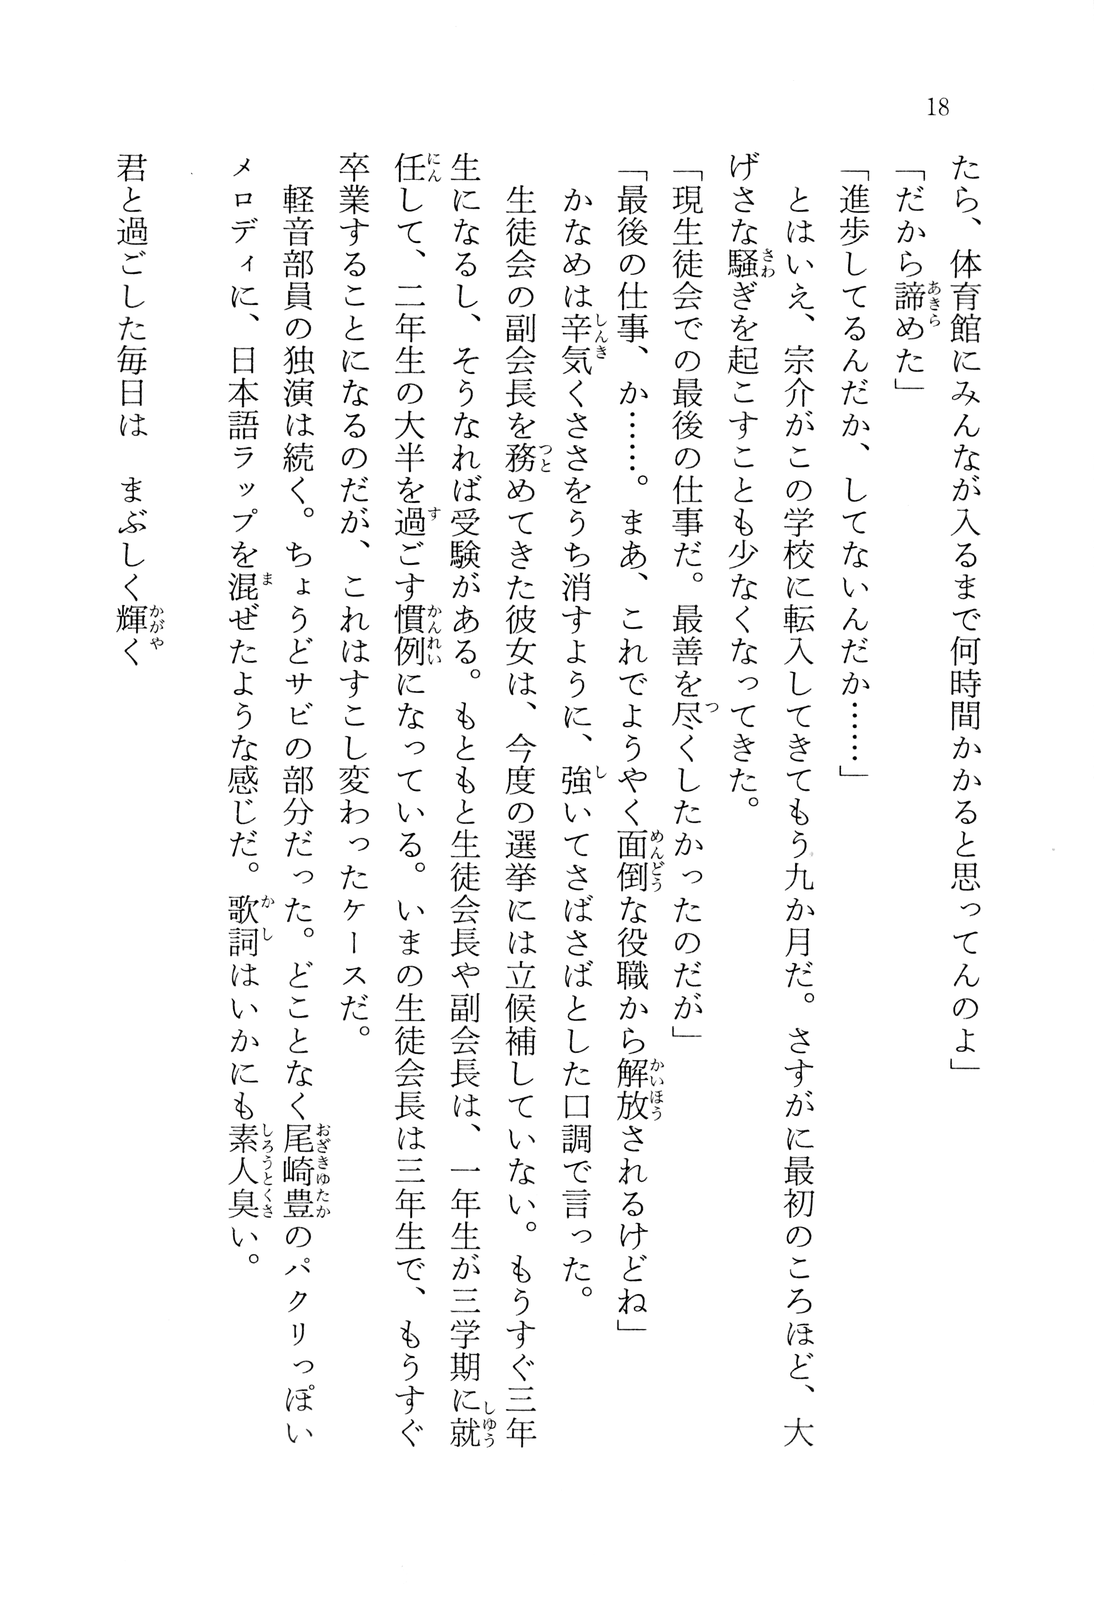 18
たら、体育館にみんなが入るまで何時間かかると思ってんのよ」
「だから諦めた」
「進歩してるんだか、してないんだか……」
　とはいえ、宗介がこの学校に転入してきてもう九か月だ。さすがに最初のころほど、大
げさな騒ぎを起こすことも少なくなってきた。
「現生徒会での最後の仕事だ。最善を尽くしたかったのだが」
「最後の仕事、か……。まあ、これでようやく面倒な役職から解放されるけどね」
　かなめは辛気くささをうち消すように、強いてさばさばとした口調で言った。
　生徒会の副会長を務めてきた彼女は、今度の選挙には立候補していない。もうすぐ三年
生になるし、そうなれば受験がある。もともと生徒会長や副会長は、一年生が三学期に就
任して、二年生の大半を過ごす慣例になっている。いまの生徒会長は三年生で、もうすぐ
卒業することになるのだが、これはすこし変わったケースだ。
　軽音部員の独演は続く。ちょうどサビの部分だった。どことなく尾崎豊のパクリっぽい
メロディに、日本語ラップを混ぜたような感じだ。歌詞はいかにも素人臭い。
君と過ごした毎日は　まぶしく輝く